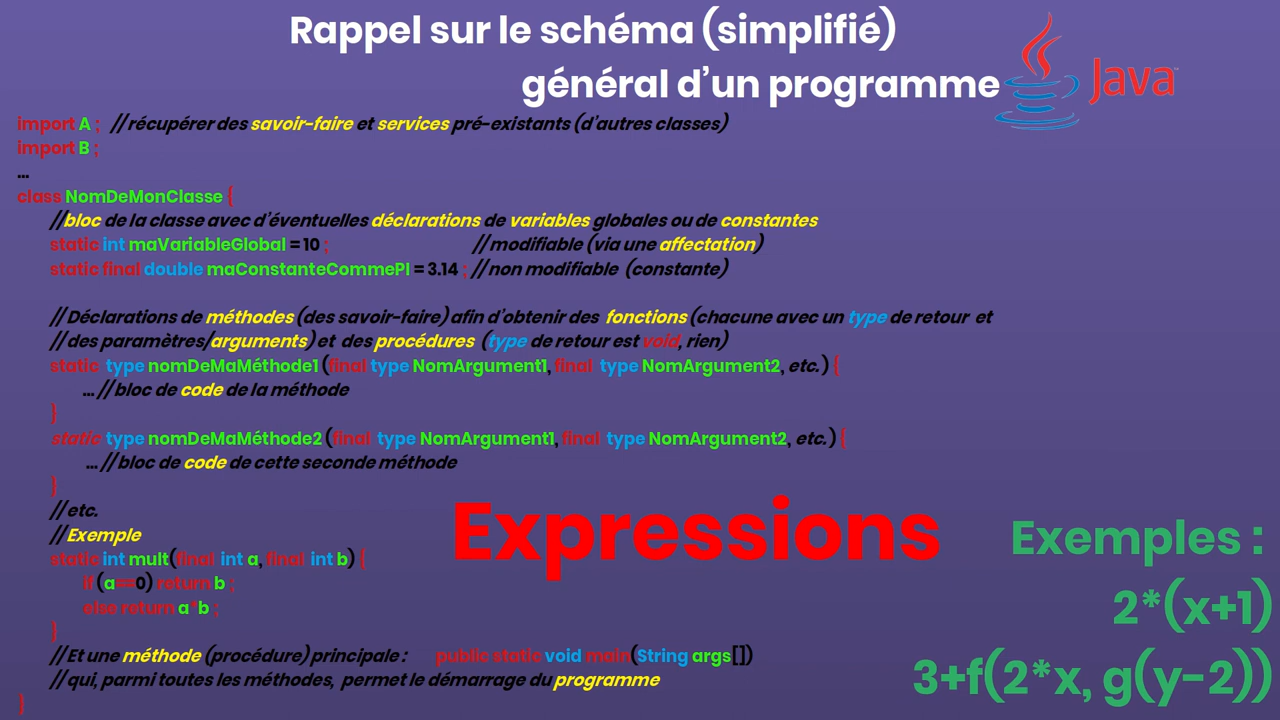 Rappel sur le schéma (simplifié)
général d'un programme
Java™
import A ; //récupérer des savoir-faire et services pré-existants (d'autres classes)
import B ;
...
class NomDeMonClasse {
//bloc de la classe avec d'éventuelles déclarations de variables globales ou de constantes
static int maVariableGlobal = 10 ; //modifiable (via une affectation)
static final double maConstanteCommePI = 3.14 ; //non modifiable (constante)
//Déclarations de méthodes (des savoir-faire) afin d'obtenir des fonctions (chacune avec un type de retour et
//des paramètres/arguments) et des procédures (type de retour est void, rien)
static type nomDeMaMéthode1 (final type NomArgument1, final type NomArgument2, etc.) {
... //bloc de code de la méthode
}
static type nomDeMaMéthode2 (final type NomArgument1, final type NomArgument2, etc.) {
... //bloc de code de cette seconde méthode
}
//etc.
//Exemple
static int mult(final int a, final int b) {
if (a==0) return b ;
else return a*b ;
}
//Et une méthode (procédure) principale : public static void main(String args[])
//qui, parmi toutes les méthodes, permet le démarrage du programme
}
Expressions
Exemples :
2*(x+1)
3+f(2*x, g(y-2))